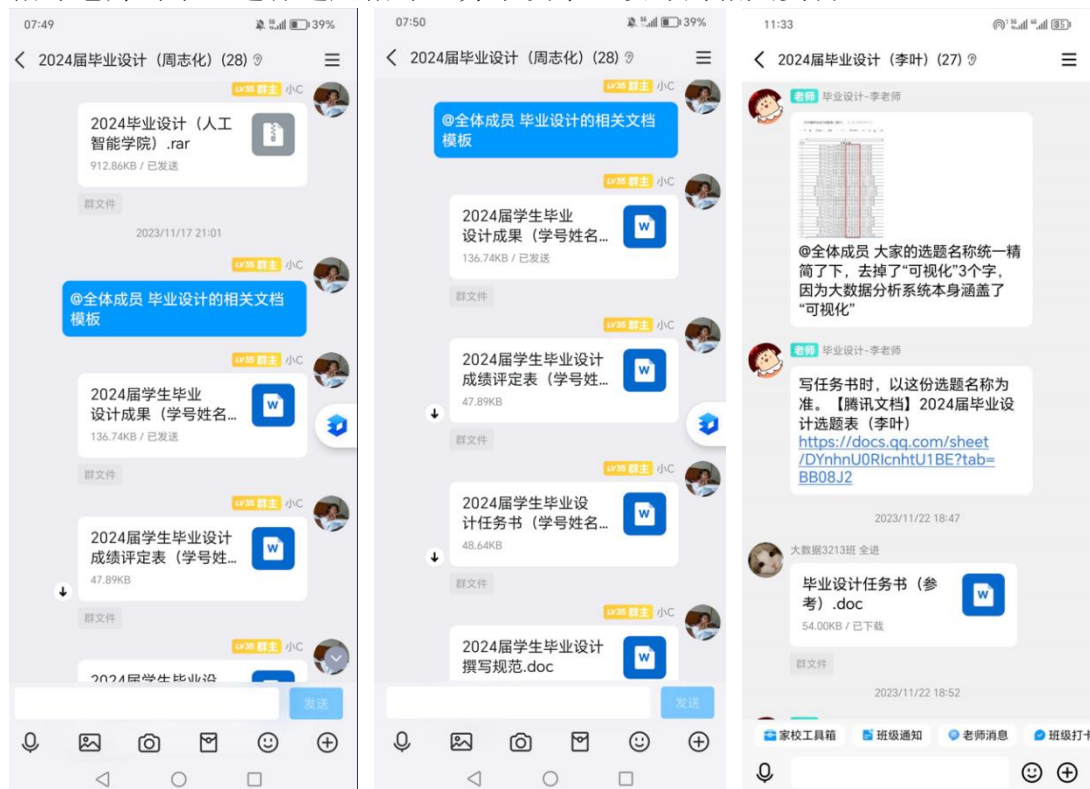 07:49
39%
2024届毕业设计（周志化）(28)
LV35 群主 小C
2024毕业设计（人工
智能学院）.rar
912.86KB / 已发送
群文件
2023/11/17 21:01
LV35 群主 小C
@全体成员 毕业设计的相关文档
模板
LV35 群主 小C
2024届学生毕业
设计成果（学号姓名...
136.74KB / 已发送
群文件
LV35 群主 小C
2024届学生毕业设计
成绩评定表（学号姓...
47.89KB
群文件
LV35 群主 小C
2024届学生毕业设
发送
07:50
39%
2024届毕业设计（周志化）(28)
LV35 群主 小C
@全体成员 毕业设计的相关文档
模板
LV35 群主 小C
2024届学生毕业
设计成果（学号姓名...
136.74KB / 已发送
群文件
LV35 群主 小C
2024届学生毕业设计
成绩评定表（学号姓...
47.89KB
群文件
LV35 群主 小C
2024届学生毕业设
计任务书（学号姓名...
48.64KB
群文件
LV35 群主 小C
2024届学生毕业设计
撰写规范.doc
发送
11:33
35
2024届毕业设计（李叶）(27)
老师 毕业设计-李老师
@全体成员 大家的选题名称统一精
简了下，去掉了“可视化”3个字，
因为大数据分析系统本身涵盖了
“可视化”
老师 毕业设计-李老师
写任务书时，以这份选题名称为
准。【腾讯文档】2024届毕业设
计选题表（李叶）
https://docs.qq.com/sheet
/DYnhnU0RIcnhtU1BE?tab=
BB08J2
2023/11/22 18:47
大数据3213班 全进
毕业设计任务书（参
考）.doc
54.00KB / 已下载
群文件
2023/11/22 18:52
家校工具箱
班级通知
老师消息
班级打卡